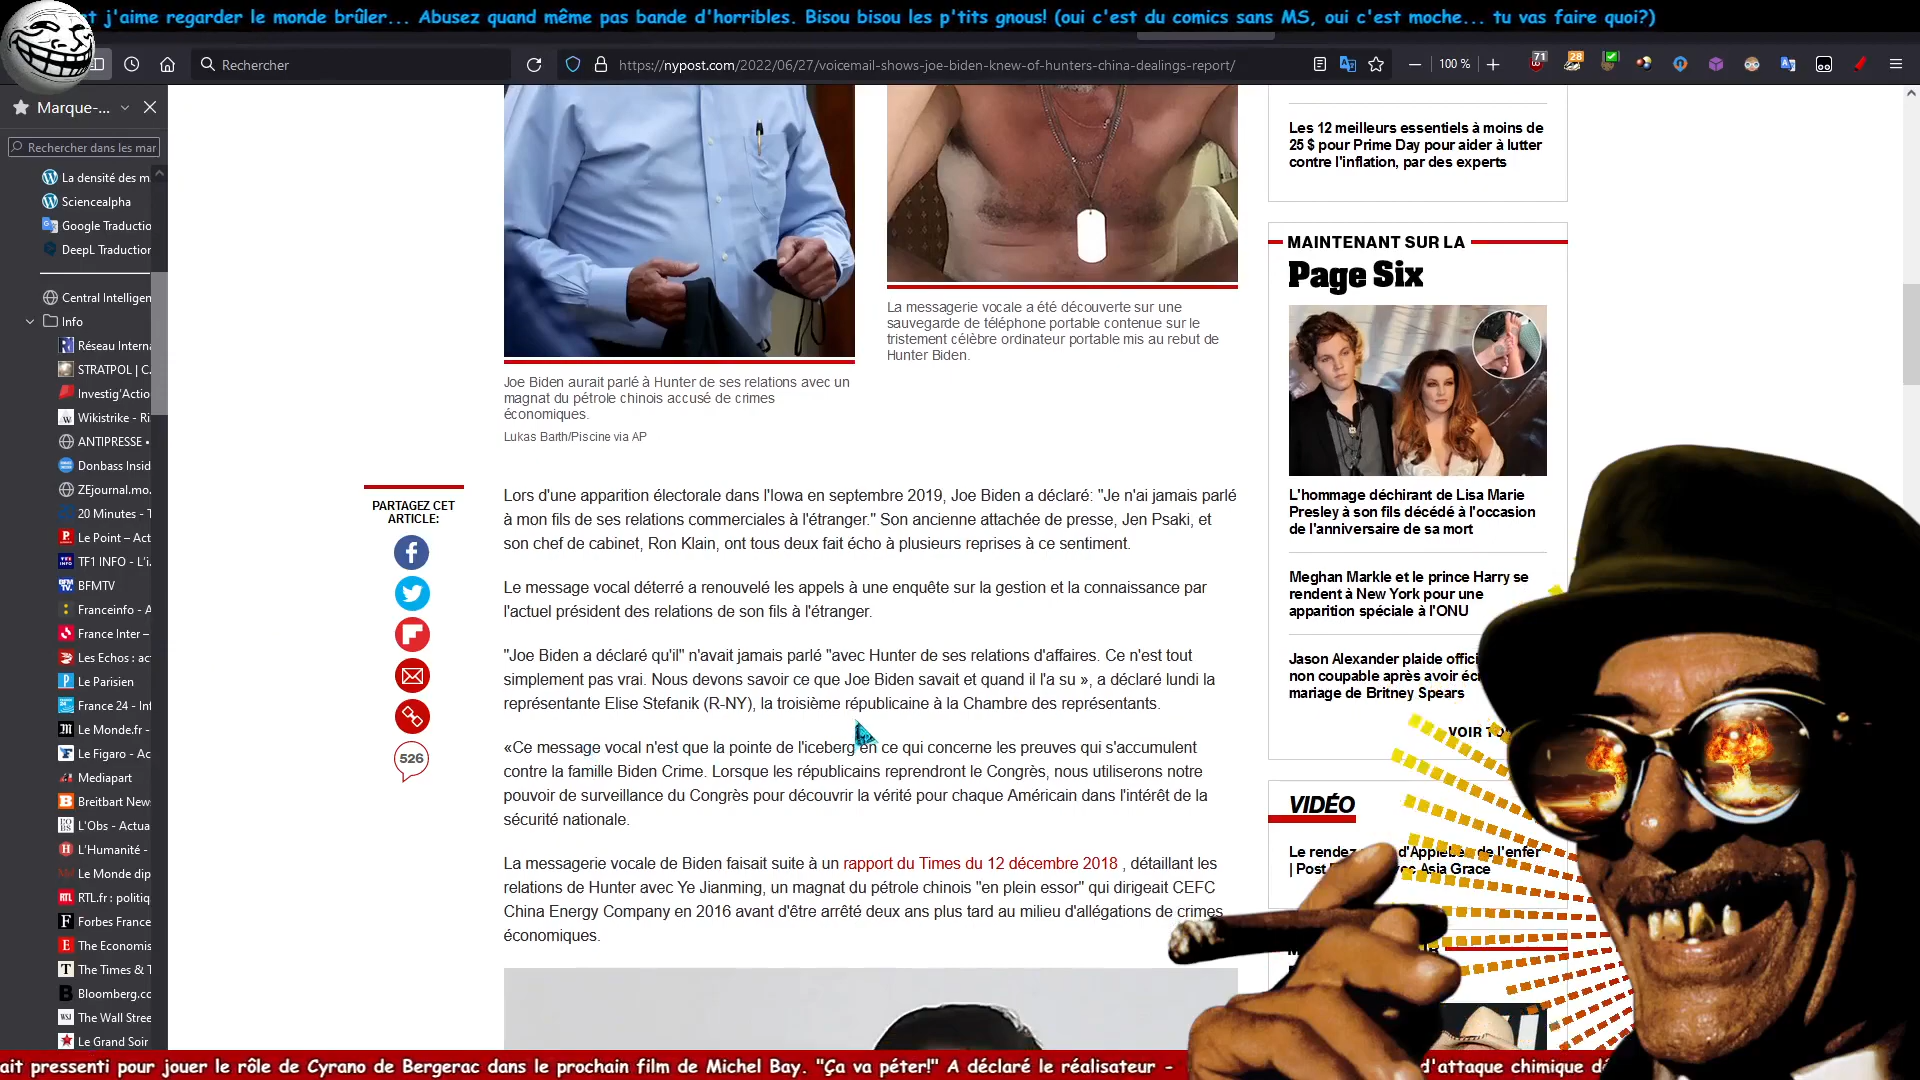 t j'aime regarder le monde brûler... Abusez quand même pas bande d'horribles. Bisou bisou les p'tits gnous! (oui c'est du comics sans MS, oui c'est moche... tu vas faire quoi?)
Rechercher
https://nypost.com/2022/06/27/voicemail-shows-joe-biden-knew-of-hunters-china-dealings-report/
100 %
71
28
Marque-...
Rechercher dans les mar
La densité des m
Sciencealpha
Google Traductio
DeepL Traduction
Central Intelligen
Info
Réseau Interna
STRATPOL | C.
Investig'Actio
Wikistrike - Ri
ANTIPRESSE •
Donbass Insid
ZEjournal.mo.
20 Minutes - T
Le Point – Act
TF1 INFO - L'i.
BFMTV
Franceinfo - A
France Inter –
Les Echos : ac
Le Parisien
France 24 - Inf
Le Monde.fr -
Le Figaro - Ac
Mediapart
Breitbart News
L'Obs - Actua
L'Humanité -
Le Monde dip
RTL.fr : politiq
Forbes France
The Economis
The Times & T
Bloomberg.co
The Wall Stree
Le Grand Soir
Joe Biden aurait parlé à Hunter de ses relations avec un
magnat du pétrole chinois accusé de crimes
économiques.
Lukas Barth/Piscine via AP
La messagerie vocale a été découverte sur une
sauvegarde de téléphone portable contenue sur le
tristement célèbre ordinateur portable mis au rebut de
Hunter Biden.
PARTAGEZ CET
ARTICLE:
526
Lors d'une apparition électorale dans l'Iowa en septembre 2019, Joe Biden a déclaré: "Je n'ai jamais parlé
à mon fils de ses relations commerciales à l'étranger." Son ancienne attachée de presse, Jen Psaki, et
son chef de cabinet, Ron Klain, ont tous deux fait écho à plusieurs reprises à ce sentiment.
Le message vocal déterré a renouvelé les appels à une enquête sur la gestion et la connaissance par
l'actuel président des relations de son fils à l'étranger.
"Joe Biden a déclaré qu'il" n'avait jamais parlé "avec Hunter de ses relations d'affaires. Ce n'est tout
simplement pas vrai. Nous devons savoir ce que Joe Biden savait et quand il l'a su », a déclaré lundi la
représentante Elise Stefanik (R-NY), la troisième républicaine à la Chambre des représentants.
«Ce message vocal n'est que la pointe de l'iceberg en ce qui concerne les preuves qui s'accumulent
contre la famille Biden Crime. Lorsque les républicains reprendront le Congrès, nous utiliserons notre
pouvoir de surveillance du Congrès pour découvrir la vérité pour chaque Américain dans l'intérêt de la
sécurité nationale.
La messagerie vocale de Biden faisait suite à un rapport du Times du 12 décembre 2018 , détaillant les
relations de Hunter avec Ye Jianming, un magnat du pétrole chinois "en plein essor" qui dirigeait CEFC
China Energy Company en 2016 avant d'être arrêté deux ans plus tard au milieu d'allégations de crimes
économiques.
Les 12 meilleurs essentiels à moins de
25 $ pour Prime Day pour aider à lutter
contre l'inflation, par des experts
MAINTENANT SUR LA
Page Six
L'hommage déchirant de Lisa Marie
Presley à son fils décédé à l'occasion
de l'anniversaire de sa mort
Meghan Markle et le prince Harry se
rendent à New York pour une
apparition spéciale à l'ONU
Jason Alexander plaide offici
non coupable après avoir éc
mariage de Britney Spears
VOIR TO
VIDÉO
Le rendez d'Applebee de l'enfer
| Post Asia Grace
ait pressenti pour jouer le rôle de Cyrano de Bergerac dans le prochain film de Michel Bay. "Ça va péter!" A déclaré le réalisateur - d'attaque chimique d